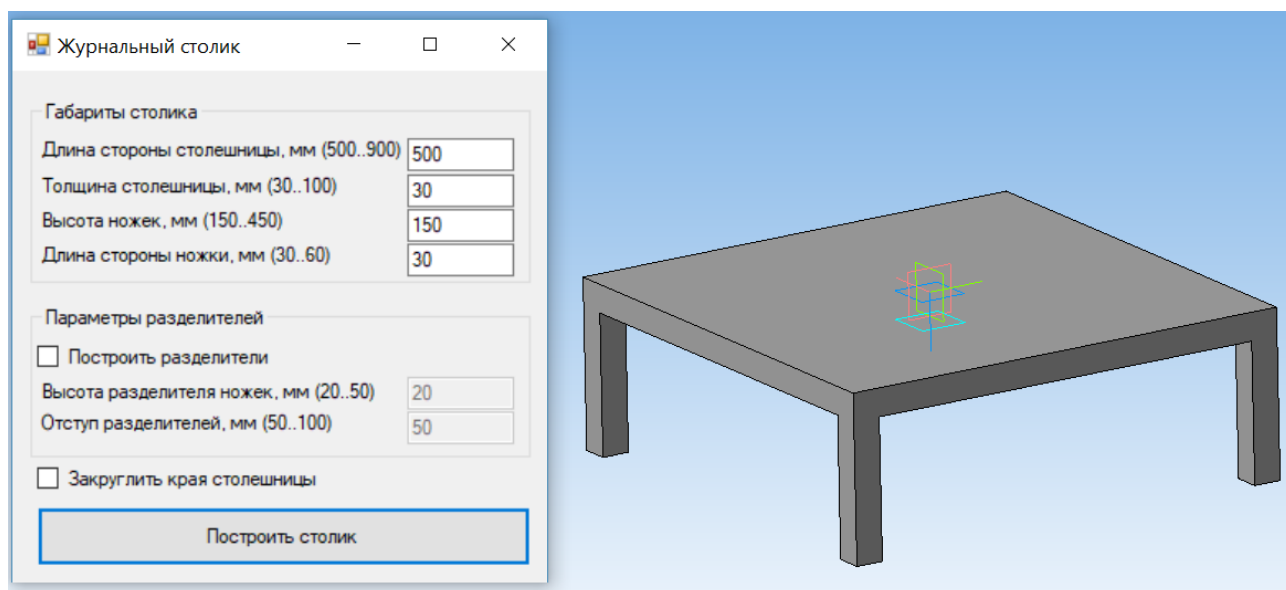 Журнальный столик
Габариты столика
Длина стороны столешницы, мм (500..900) 500
Толщина столешницы, мм (30..100) 30
Высота ножек, мм (150..450) 150
Длина стороны ножки, мм (30..60) 30
Параметры разделителей
Построить разделители
Высота разделителя ножек, мм (20..50) 20
Отступ разделителей, мм (50..100) 50
Закруглить края столешницы
Построить столик